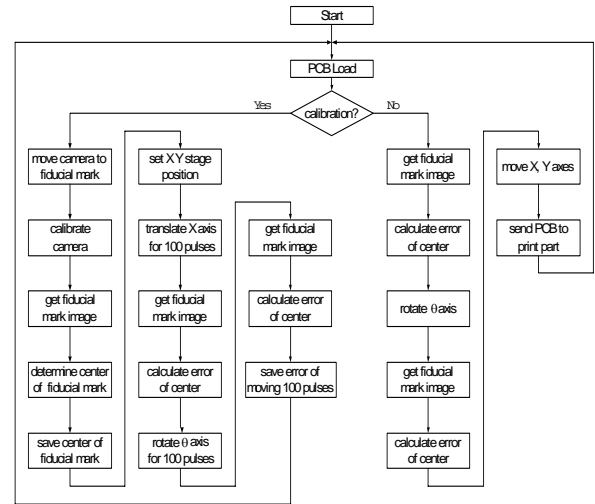 Start
PCB Load
calibration?
Yes
No
move camera to
fiducial mark
calibrate
camera
get fiducial
mark image
determine center
of fiducial mark
save center of
fiducial mark
set XY stage
position
translate X axis
for 100 pulses
get fiducial
mark image
calculate error
of center
rotate θ axis
for 100 pulses
get fiducial
mark image
calculate error
of center
save error of
moving 100 pulses
get fiducial
mark image
calculate error
of center
rotate θ axis
get fiducial
mark image
calculate error
of center
move X, Y axes
send PCB to
print part